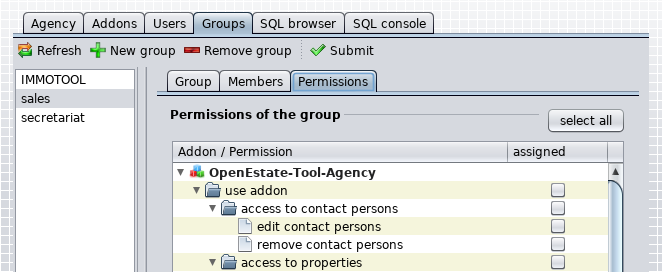 Agency Addons Users Groups SQL browser SQL console
Refresh New group Remove group Submit
IMMOTOOL
sales
secretariat
Group Members Permissions
Permissions of the group
select all
Addon / Permission assigned
OpenEstate-Tool-Agency
use addon
access to contact persons
edit contact persons
remove contact persons
access to properties